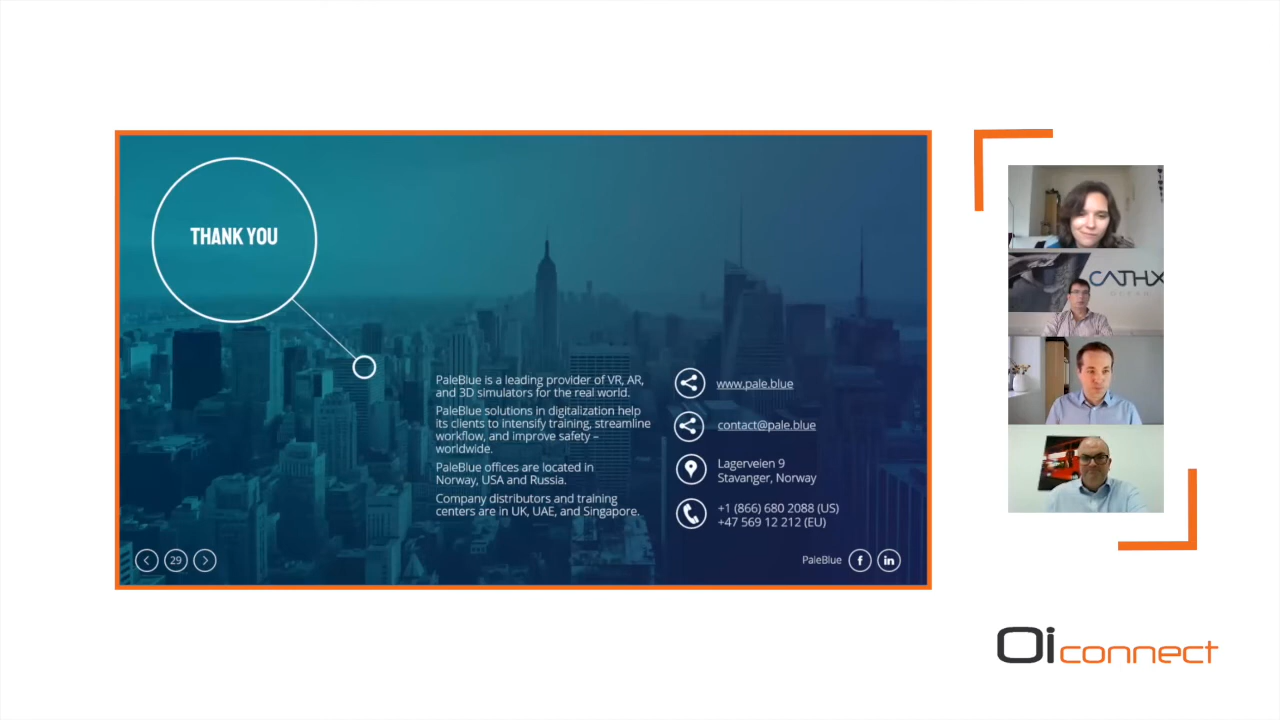 THANK YOU
PaleBlue is a leading provider of VR, AR,
and 3D simulators for the real world.
PaleBlue solutions in digitalization help
its clients to intensify training, streamline
workflow, and improve safety –
worldwide.
PaleBlue offices are located in
Norway, USA and Russia.
Company distributors and training
centers are in UK, UAE, and Singapore.
www.pale.blue
contact@pale.blue
Lagerveien 9
Stavanger, Norway
+1 (866) 680 2088 (US)
+47 569 12 212 (EU)
29
PaleBlue
f
in
CATHX
OCEAN
Oi connect